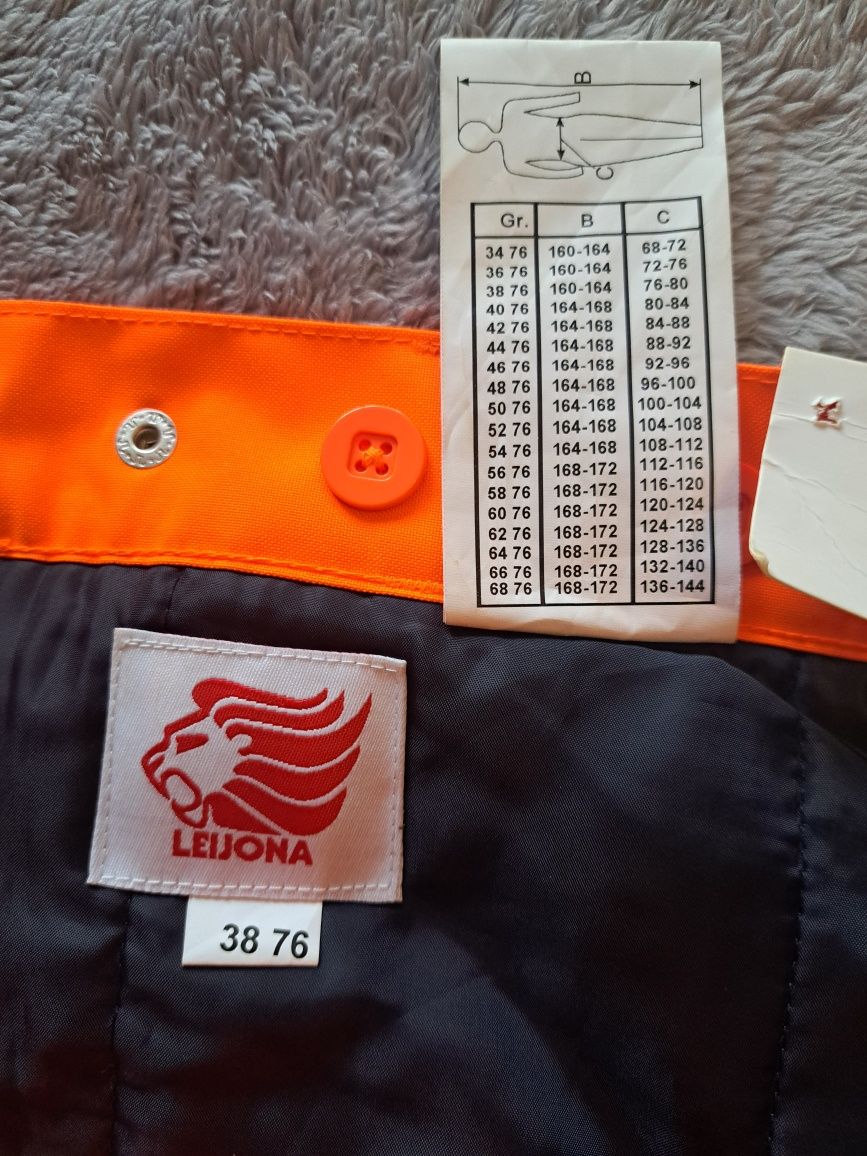 B
C
Gr. B C
34 76 160-164 68-72
36 76 160-164 72-76
38 76 160-164 76-80
40 76 164-168 80-84
42 76 164-168 84-88
44 76 164-168 88-92
46 76 164-168 92-96
48 76 164-168 96-100
50 76 164-168 100-104
52 76 164-168 104-108
54 76 164-168 108-112
56 76 168-172 112-116
58 76 168-172 116-120
60 76 168-172 120-124
62 76 168-172 124-128
64 76 168-172 128-136
66 76 168-172 132-140
68 76 168-172 136-144
LEIJONA
38 76